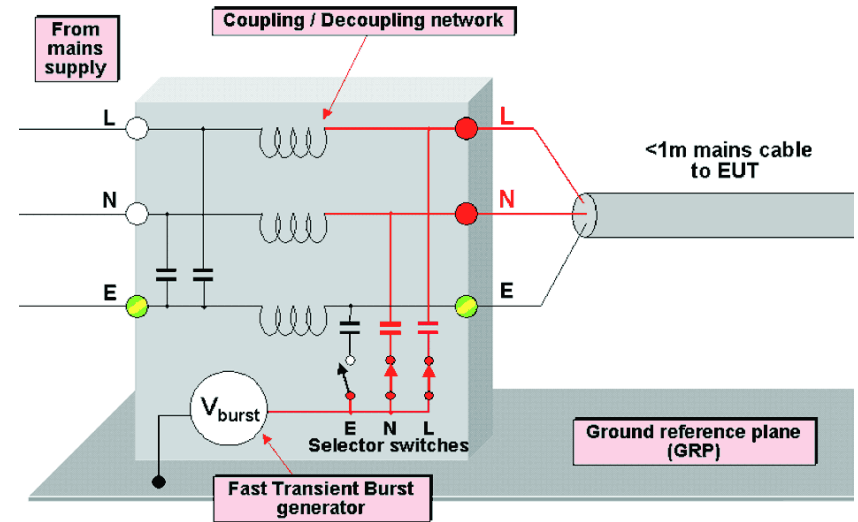 From
mains
supply
Coupling / Decoupling network
L
L
<1m mains cable
to EUT
N
N
E
E
Vburst
E N L
Selector switches
Ground reference plane
(GRP)
Fast Transient Burst
generator